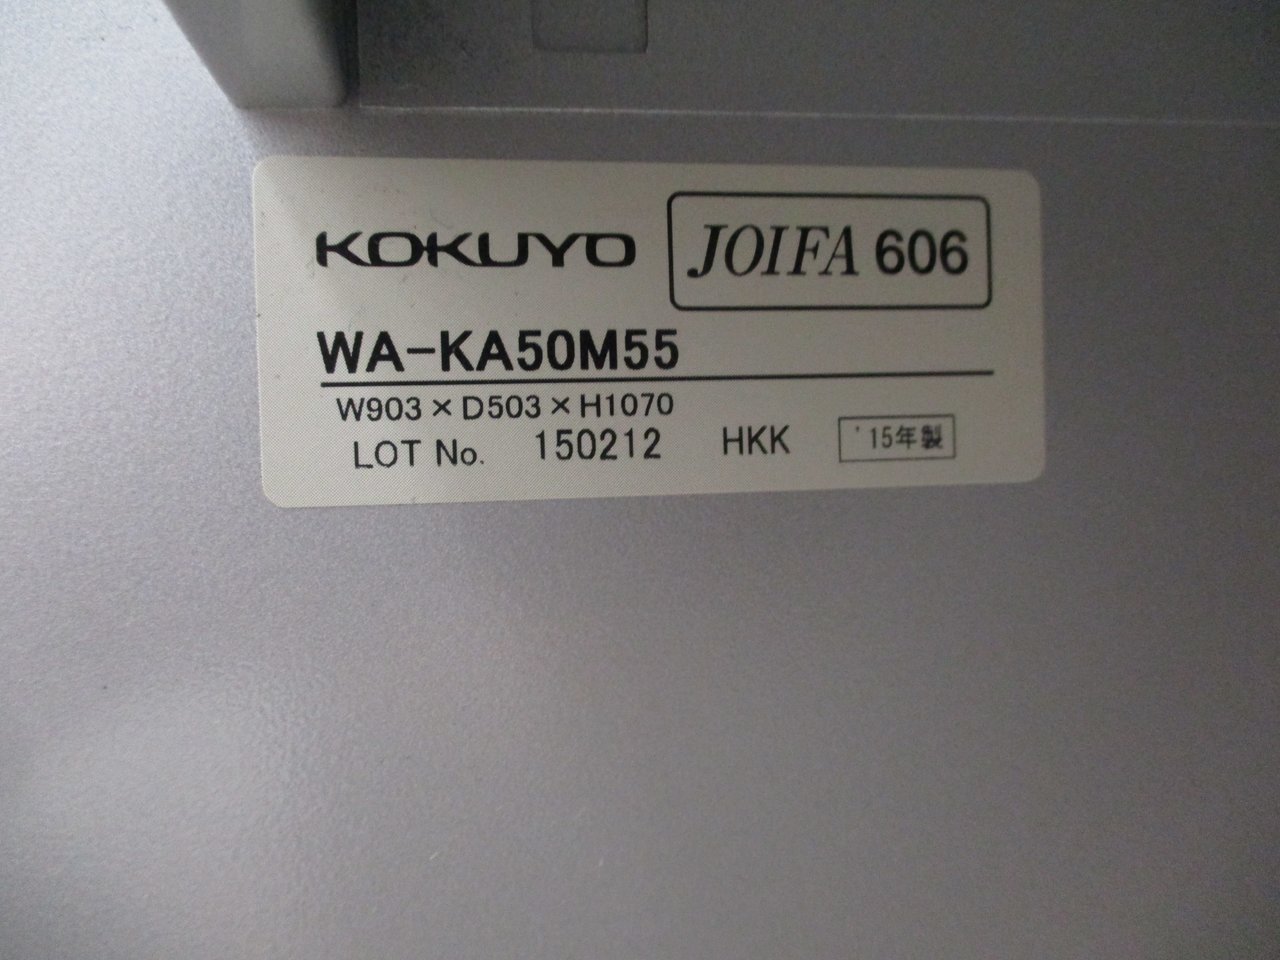 KOKUYO JOIFA 606
WA-KA50M55
W903×D503×H1070
LOT No. 150212 HKK '15年製